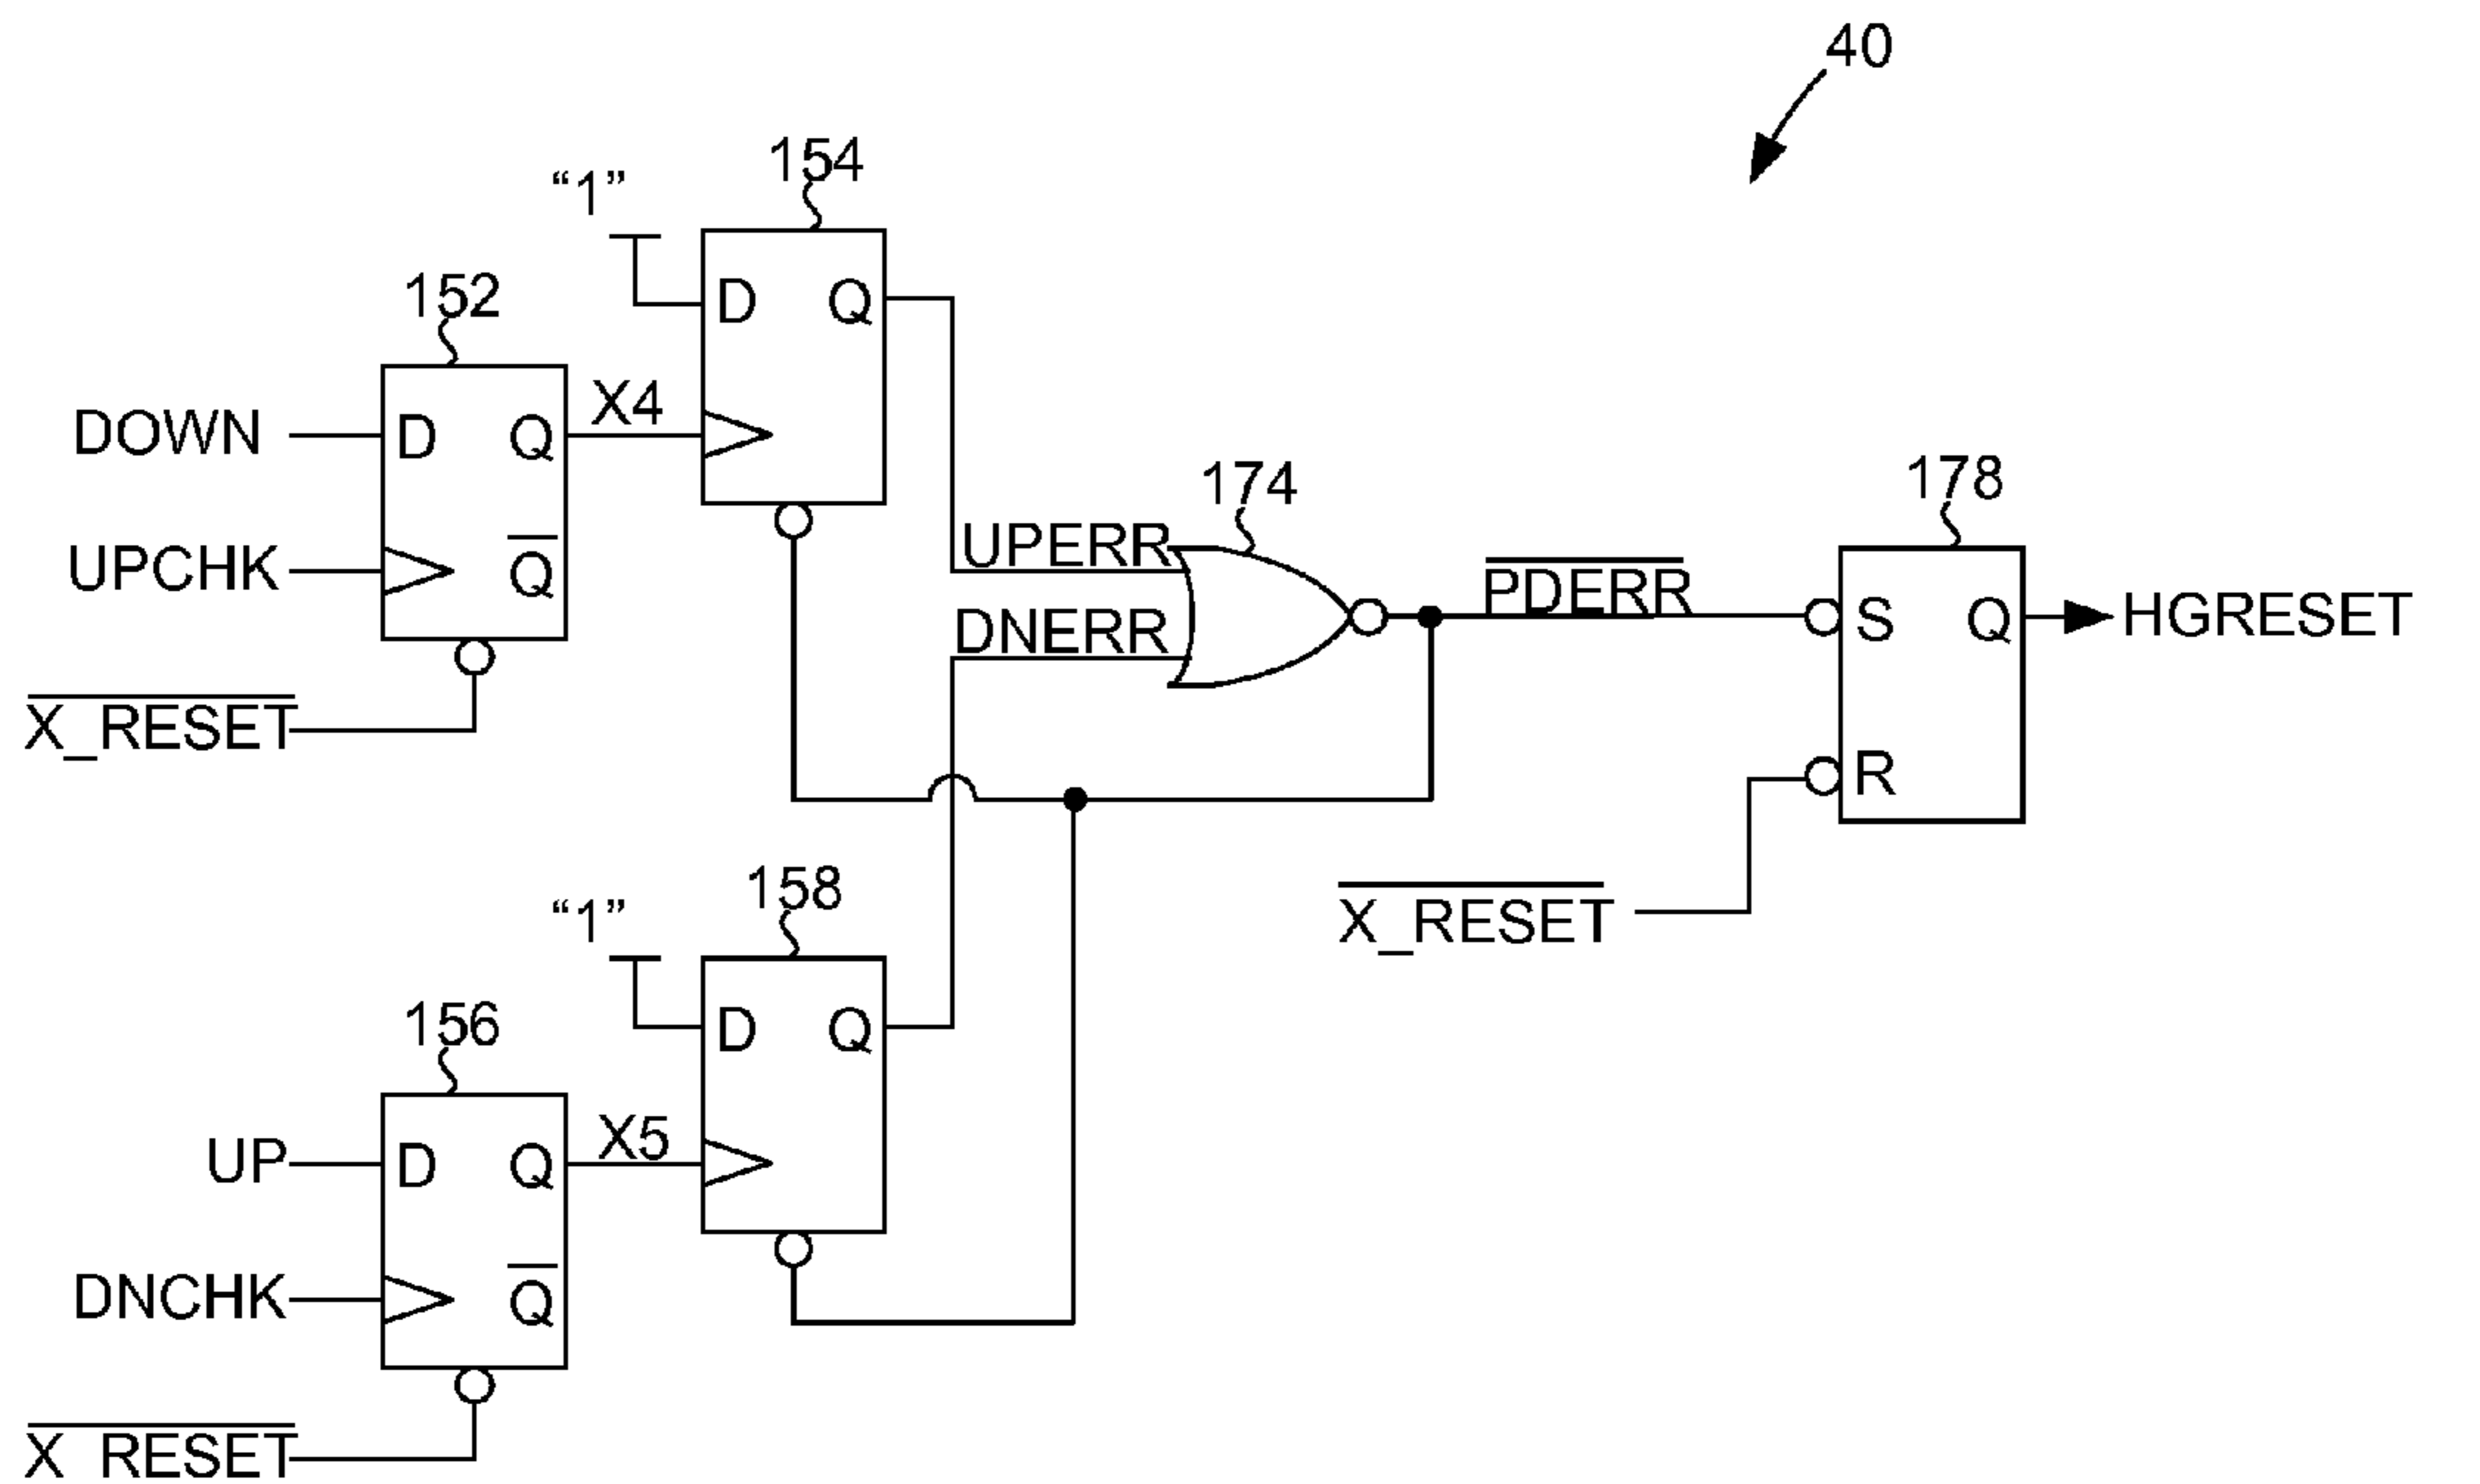 40
154
“1”
D Q
152
DOWN
D Q
X4
UPCHK
Q
X_RESET
UPERR
DNERR
174
PDERR
178
S Q
HGRESET
R
X_RESET
158
“1”
D Q
156
UP
D Q
X5
DNCHK
Q
X_RESET